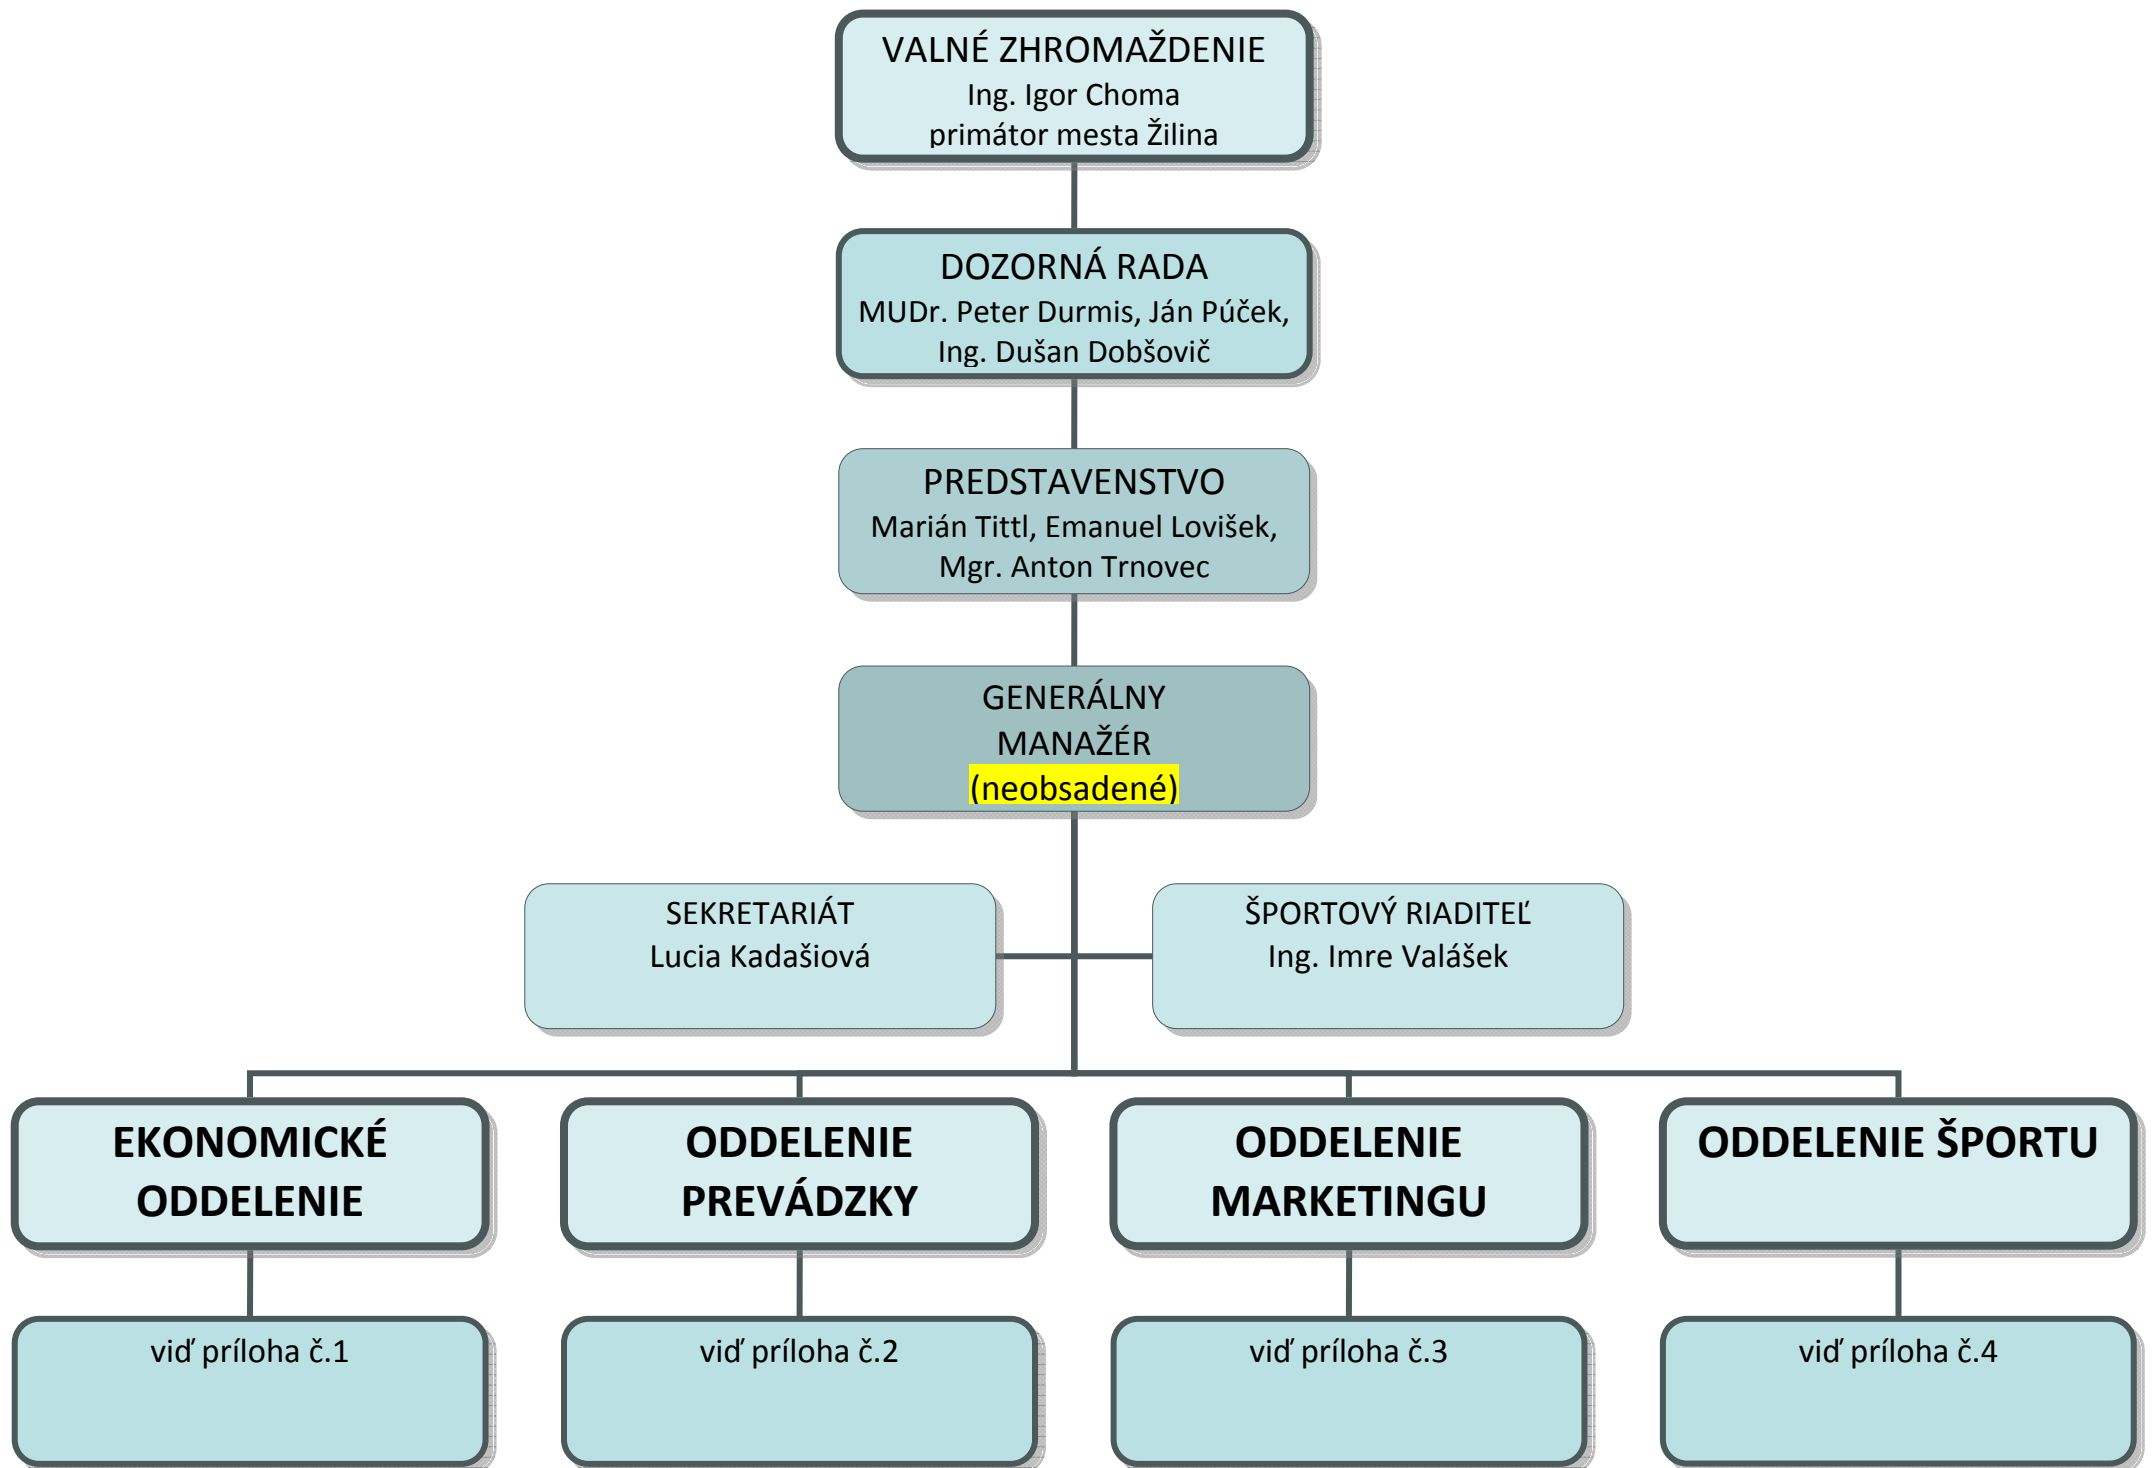 VALNÉ ZHROMAŽDENIE
Ing. Igor Choma
primátor mesta Žilina
DOZORNÁ RADA
MUDr. Peter Durmis, Ján Púček,
Ing. Dušan Dobšovič
PREDSTAVENSTVO
Marián Tittl, Emanuel Lovišek,
Mgr. Anton Trnovec
GENERÁLNY
MANAŽÉR
(neobsadené)
SEKRETARIÁT
Lucia Kadašiová
ŠPORTOVÝ RIADITEĽ
Ing. Imre Valášek
EKONOMICKÉ
ODDELENIE
ODDELENIE
PREVÁDZKY
ODDELENIE
MARKETINGU
ODDELENIE ŠPORTU
viď príloha č.1
viď príloha č.2
viď príloha č.3
viď príloha č.4